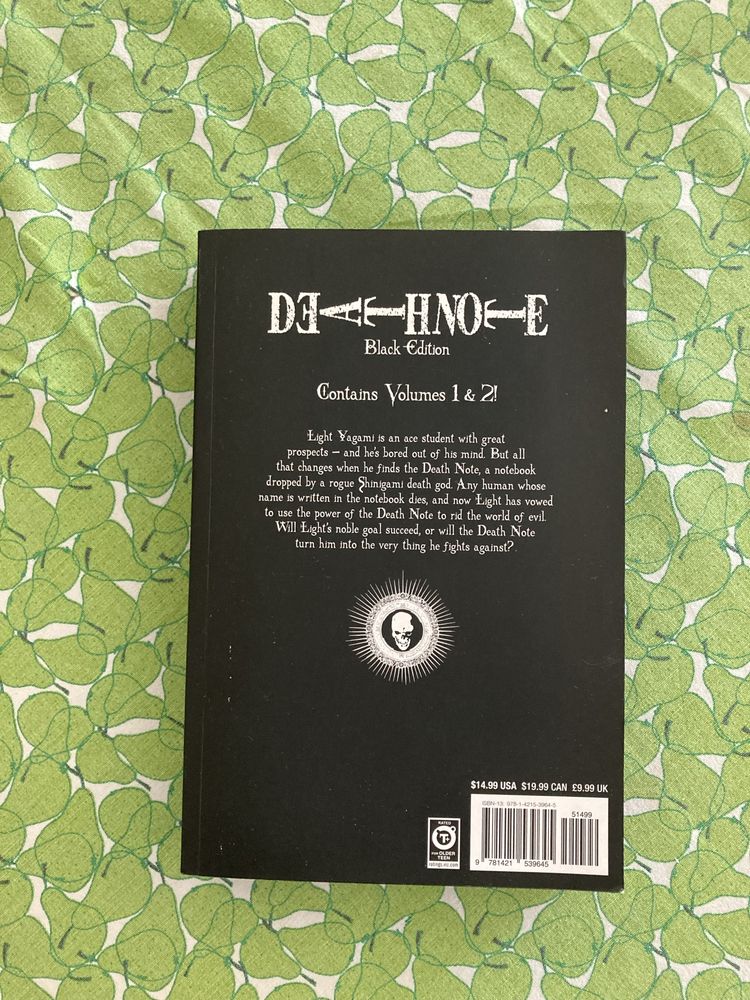 DEATH NOTE
Black Edition
Contains Volumes 1 & 2!
Light Yagami is an ace student with great
prospects – and he's bored out of his mind. But all
that changes when he finds the Death Note, a notebook
dropped by a rogue Shinigami death god. Any human whose
name is written in the notebook dies, and now Light has vowed
to use the power of the Death Note to rid the world of evil.
Will Light's noble goal succeed, or will the Death Note
turn him into the very thing he fights against?
$14.99 USA $19.99 CAN £9.99 UK
ISBN-13: 978-1-4215-3964-5
51499
9 781421 539645
RATED
T+
FOR OLDER
TEEN
ratings.viz.com